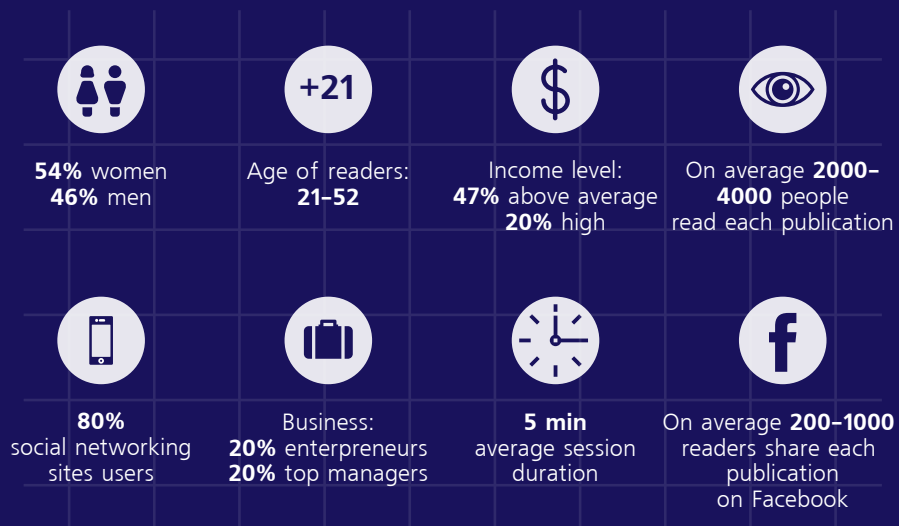 54% women
46% men
+21
Age of readers:
21–52
Income level:
47% above average
20% high
On average 2000–
4000 people
read each publication
80%
social networking
sites users
Business:
20% enterpreneurs
20% top managers
5 min
average session
duration
On average 200–1000
readers share each
publication
on Facebook